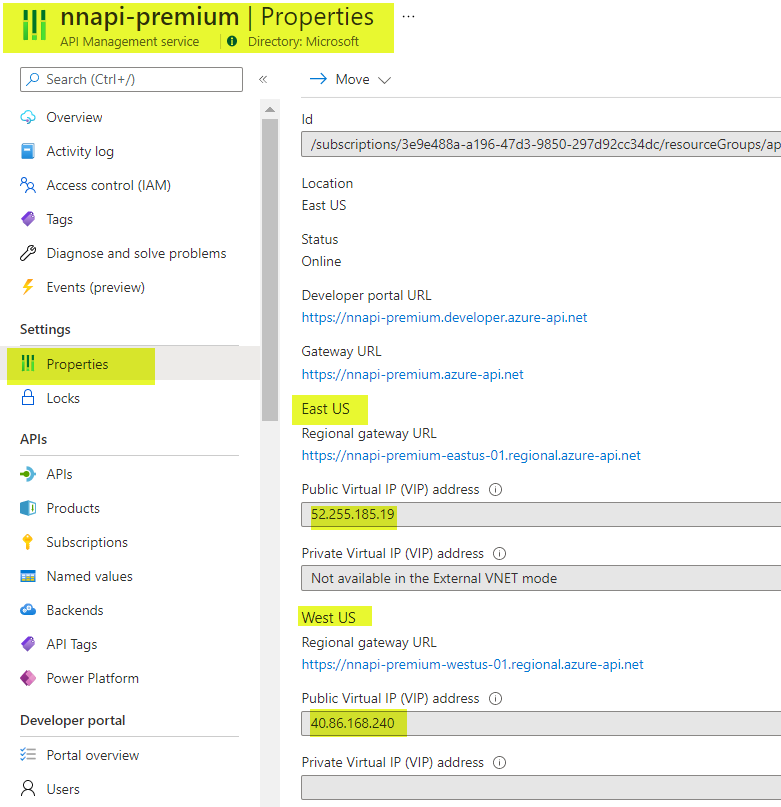 nnapi-premium | Properties ...
API Management service
Directory: Microsoft
Search (Ctrl+/)
«
Overview
Activity log
Access control (IAM)
Tags
Diagnose and solve problems
Events (preview)
Settings
Properties
Locks
APIs
APIs
Products
Subscriptions
Named values
Backends
API Tags
Power Platform
Developer portal
Portal overview
Users
Move
Id
/subscriptions/3e9e488a-a196-47d3-9850-297d92cc34dc/resourceGroups/ap
Location
East US
Status
Online
Developer portal URL
https://nnapi-premium.developer.azure-api.net
Gateway URL
https://nnapi-premium.azure-api.net
East US
Regional gateway URL
https://nnapi-premium-eastus-01.regional.azure-api.net
Public Virtual IP (VIP) address
52.255.185.19
Private Virtual IP (VIP) address
Not available in the External VNET mode
West US
Regional gateway URL
https://nnapi-premium-westus-01.regional.azure-api.net
Public Virtual IP (VIP) address
40.86.168.240
Private Virtual IP (VIP) address